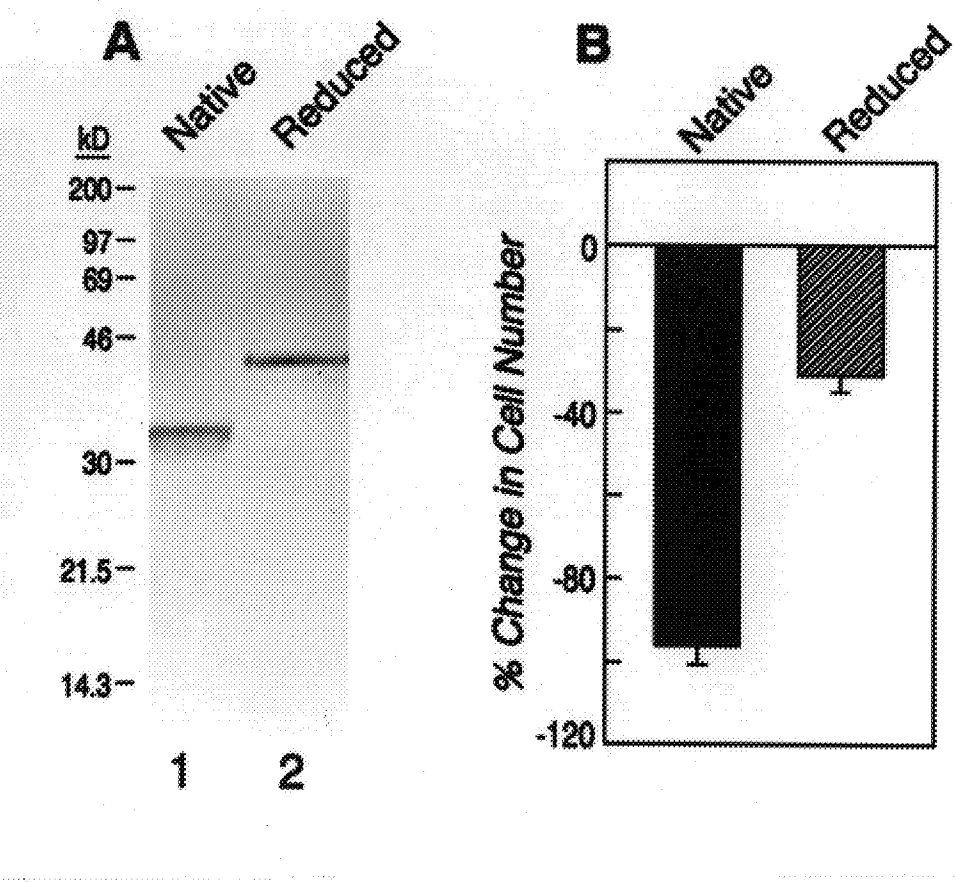 A
Native
Reduced
kD
200
97
69
46
30
21.5
14.3
1 2
B
Native
Reduced
% Change in Cell Number
0
-40
-80
-120